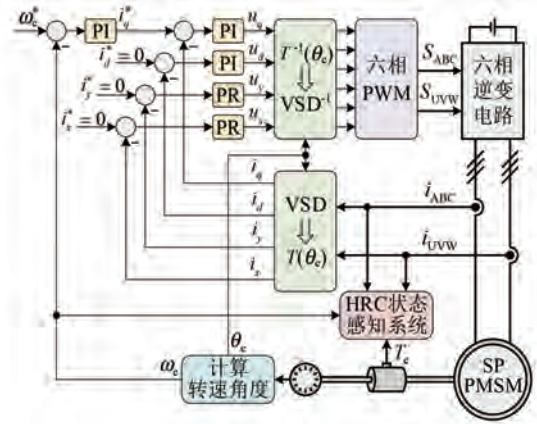 ω*e PI i*q PI uq
i*d = 0 PI ud
i*y = 0 PR uy
i*x = 0 PR ux
T⁻¹(θe)
VSD⁻¹
六相
PWM
SABC
SUVW
六相
逆变
电路
iq
id
iy
ix
VSD
T(θe)
iABC
iUVW
HRC状态
感知系统
θe
Te
ωe
计算
转速角度
SP
PMSM